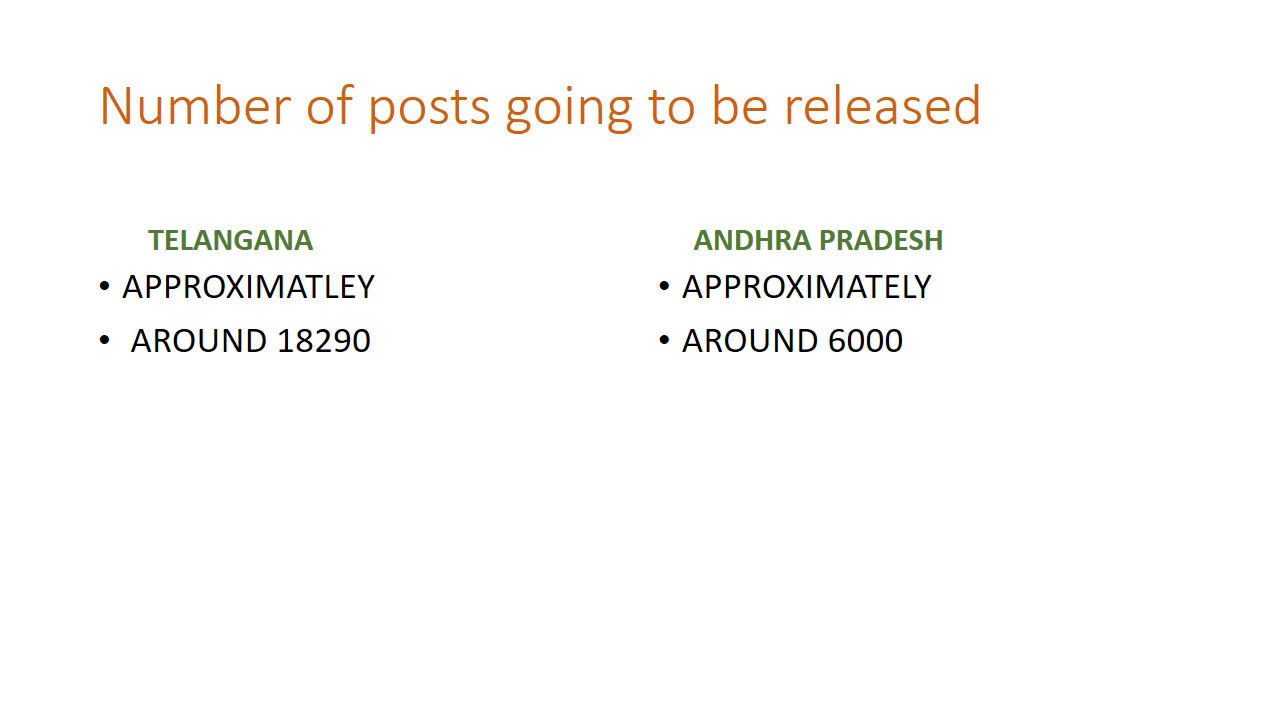 Number of posts going to be released
TELANGANA
• APPROXIMATLEY
• AROUND 18290
ANDHRA PRADESH
• APPROXIMATELY
• AROUND 6000